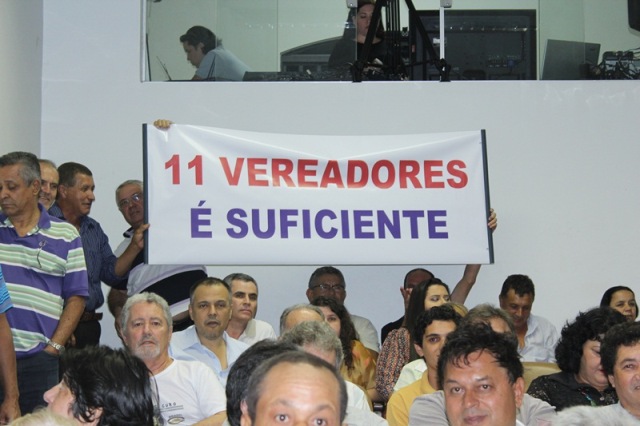 11 VEREADORES
É SUFICIENTE